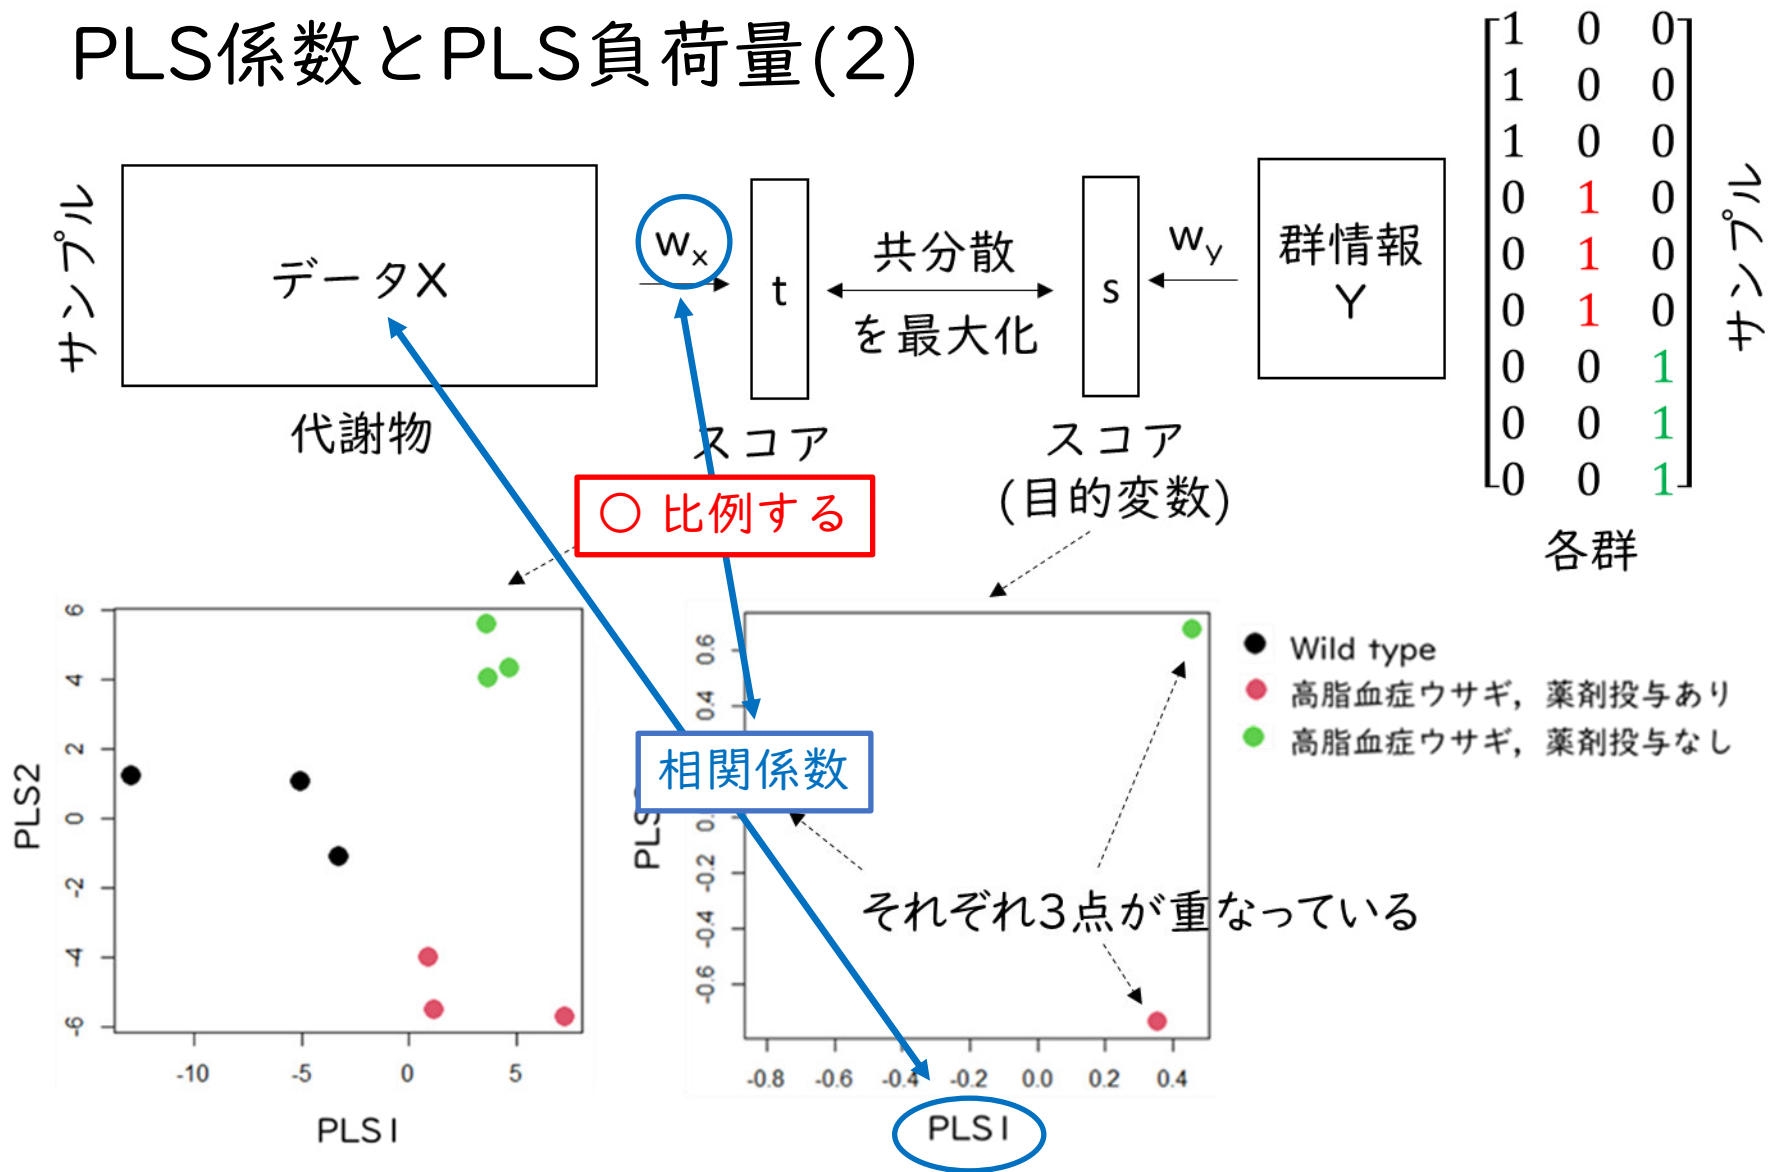 PLS係数とPLS負荷量(2)
1 0 0
1 0 0
1 0 0
0 1 0
0 1 0
0 1 0
0 0 1
0 0 1
0 0 1
サンプル
各群
サンプル
データX
代謝物
wx
t
スコア
共分散
を最大化
s
wy
群情報
Y
スコア
(目的変数)
〇 比例する
相関係数
6
4
2
0
-2
-4
-6
PLS2
-10 -5 0 5
PLS1
0.6
0.4
0.
-0.2
-0.4
-0.6
PLS
-0.8 -0.6 -0.4 -0.2 0.0 0.2 0.4
PLS1
それぞれ3点が重なっている
Wild type
高脂血症ウサギ，薬剤投与あり
高脂血症ウサギ，薬剤投与なし